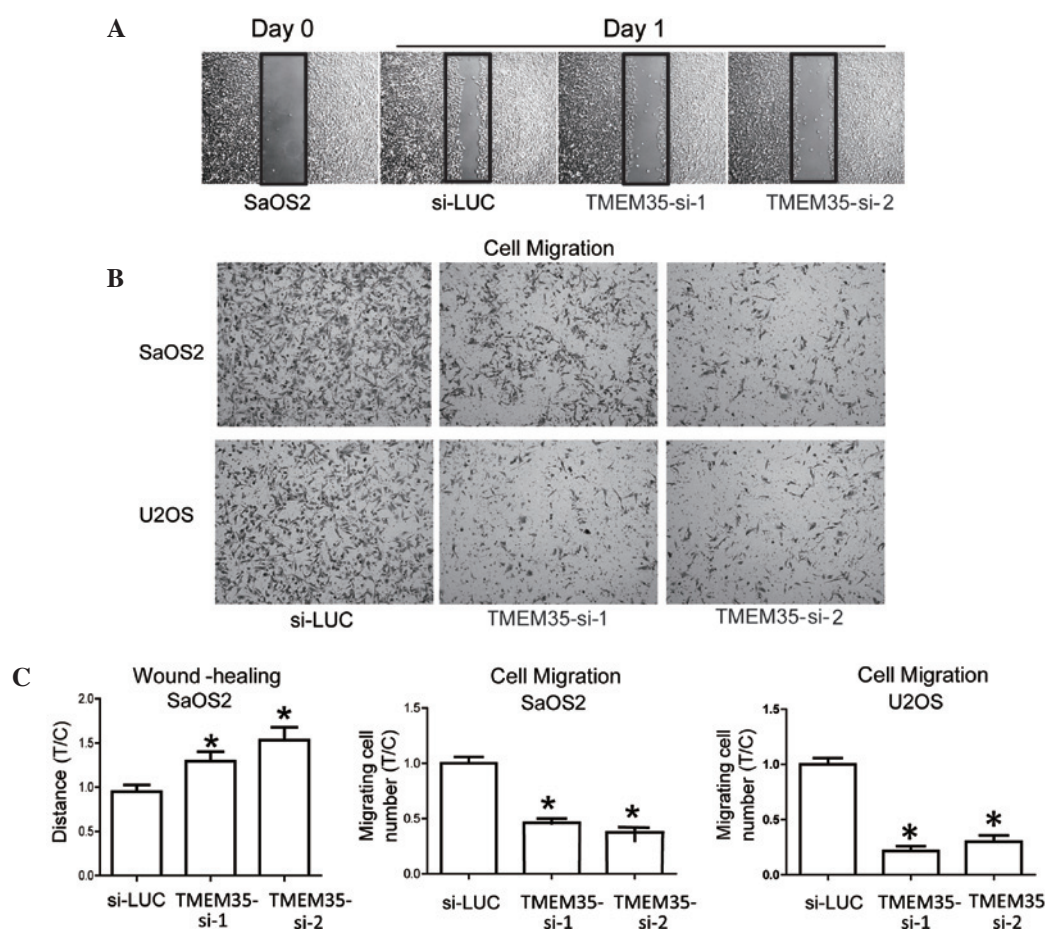 A
Day 0
Day 1
SaOS2
si-LUC
TMEM35-si-1
TMEM35-si-2
Cell Migration
B
SaOS2
U2OS
si-LUC
TMEM35-si-1
TMEM35-si-2
C
Wound -healing
SaOS2
Distance (T/C)
2.0
1.5
1.0
0.5
0.0
*
*
si-LUC
TMEM35-
si-1
TMEM35-
si-2
Cell Migration
SaOS2
Migrating cell
number (T/C)
1.5
1.0
0.5
0.0
*
*
si-LUC
TMEM35-
si-1
TMEM35-
si-2
Cell Migration
U2OS
Migrating cell
number (T/C)
1.5
1.0
0.5
0.0
*
*
si-LUC
TMEM35-
si-1
TMEM35
si-2